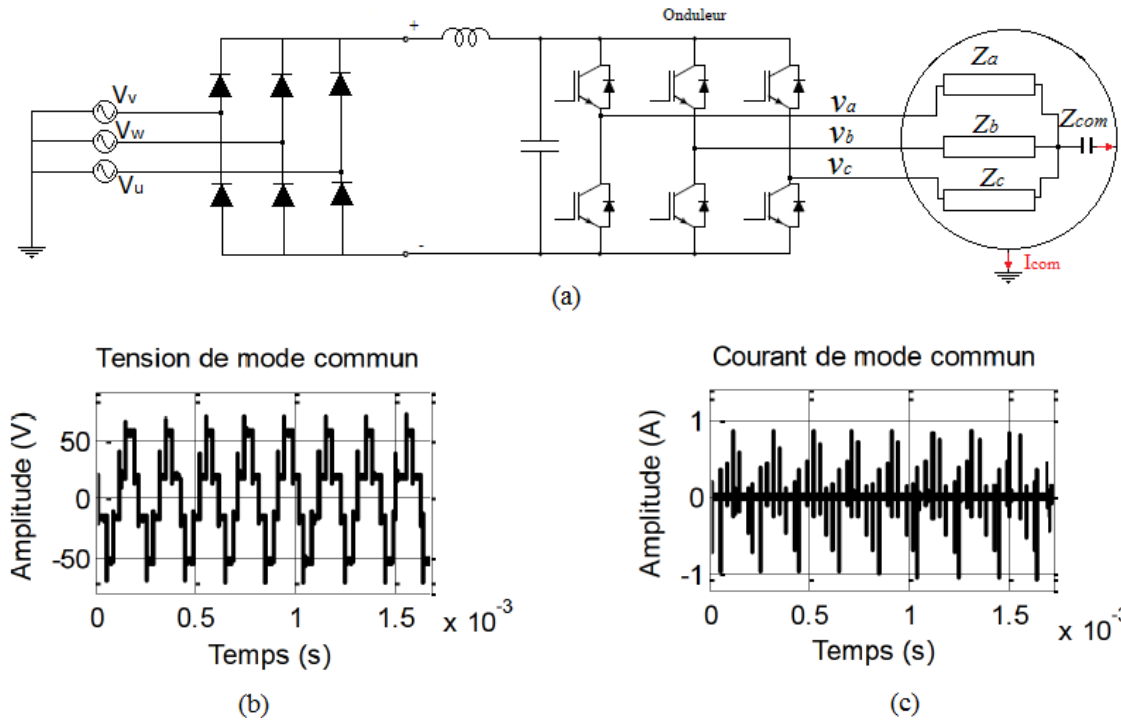 Onduleur
+
Za
Vv
va
Zb
Zcom
Vw
vb
Vu
vc
Zc
-
Icom
(a)
Tension de mode commun
Amplitude (V)
50
0
-50
0
0.5
1
1.5
x 10-3
Temps (s)
(b)
Courant de mode commun
Amplitude (A)
1
0
-1
0
0.5
1
1.5
x 10-3
Temps (s)
(c)